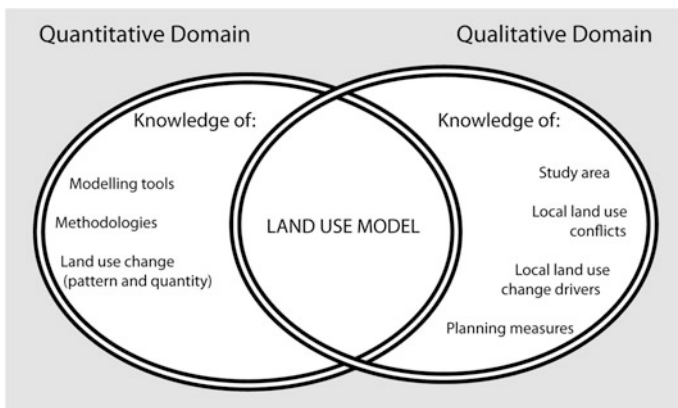 Quantitative Domain
Qualitative Domain
Knowledge of:
Modelling tools
Methodologies
Land use change
(pattern and quantity)
LAND USE MODEL
Knowledge of:
Study area
Local land use
conflicts
Local land use
change drivers
Planning measures